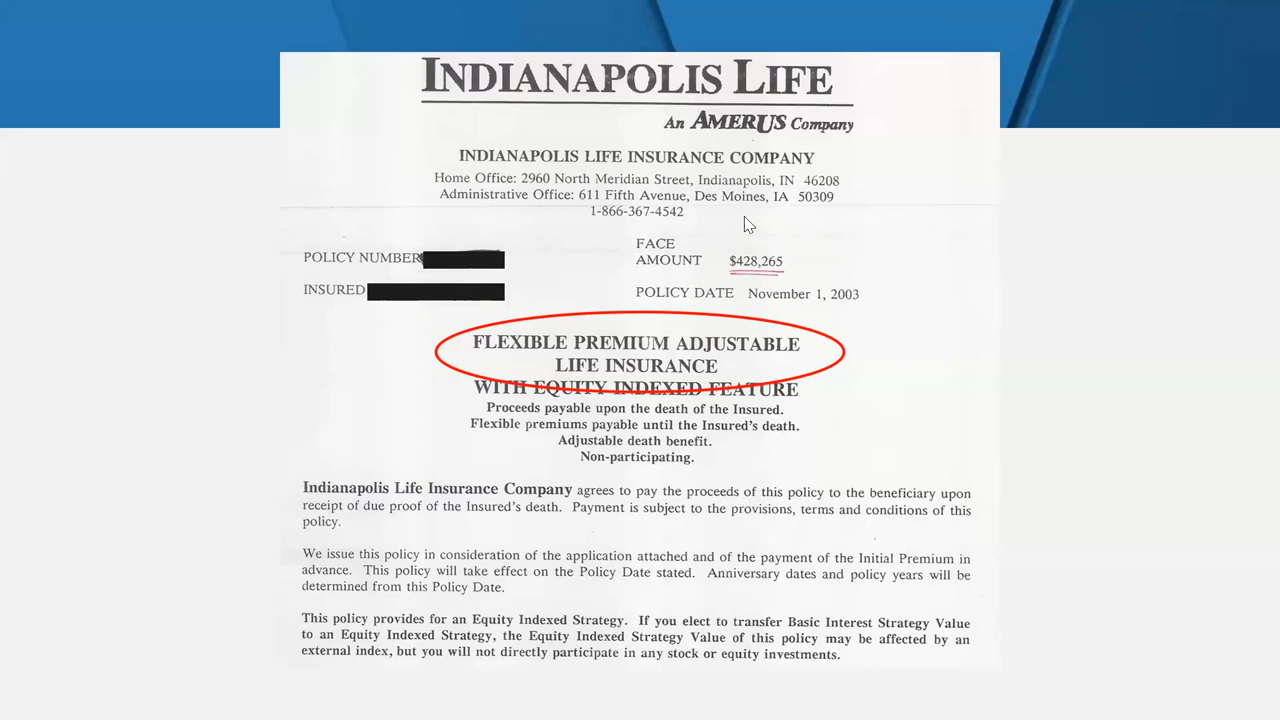 INDIANAPOLIS LIFE
An AMERUS Company
INDIANAPOLIS LIFE INSURANCE COMPANY
Home Office: 2960 North Meridian Street, Indianapolis, IN 46208
Administrative Office: 611 Fifth Avenue, Des Moines, IA 50309
1-866-367-4542
POLICY NUMBER
FACE
AMOUNT $428,265
INSURED
POLICY DATE November 1, 2003
FLEXIBLE PREMIUM ADJUSTABLE
LIFE INSURANCE
WITH EQUITY INDEXED FEATURE
Proceeds payable upon the death of the Insured.
Flexible premiums payable until the Insured's death.
Adjustable death benefit.
Non-participating.
Indianapolis Life Insurance Company agrees to pay the proceeds of this policy to the beneficiary upon
receipt of due proof of the Insured's death. Payment is subject to the provisions, terms and conditions of this
policy.
We issue this policy in consideration of the application attached and of the payment of the Initial Premium in
advance. This policy will take effect on the Policy Date stated. Anniversary dates and policy years will be
determined from this Policy Date.
This policy provides for an Equity Indexed Strategy. If you elect to transfer Basic Interest Strategy Value
to an Equity Indexed Strategy, the Equity Indexed Strategy Value of this policy may be affected by an
external index, but you will not directly participate in any stock or equity investments.